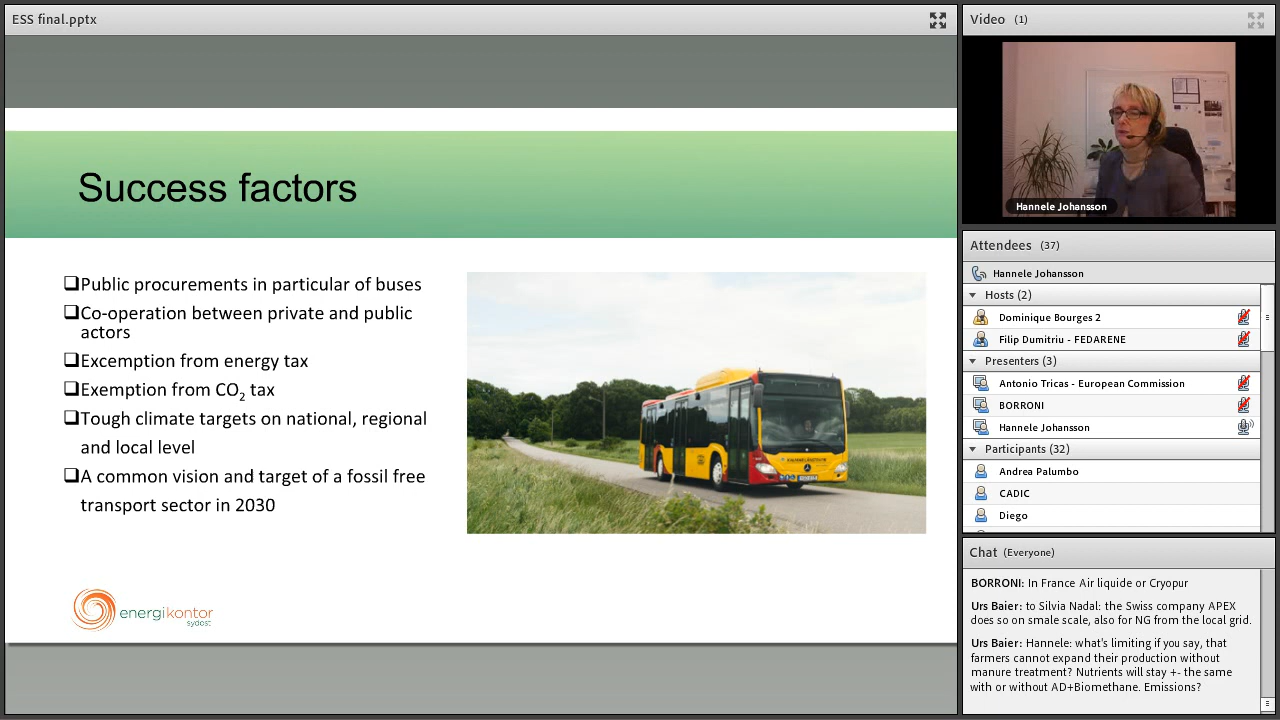 ESS final.pptx
Success factors
Public procurements in particular of buses
Co-operation between private and public
actors
Excemption from energy tax
Exemption from CO2 tax
Tough climate targets on national, regional
and local level
A common vision and target of a fossil free
transport sector in 2030
energikontor
sydost
Video (1)
Hannele Johansson
Attendees (37)
Hannele Johansson
Hosts (2)
Dominique Bourges 2
Filip Dumitriu - FEDARENE
Presenters (3)
Antonio Tricas - European Commission
BORRONI
Hannele Johansson
Participants (32)
Andrea Palumbo
CADIC
Diego
Chat (Everyone)
BORRONI: In France Air liquide or Cryopur
Urs Baier: to Silvia Nadal: the Swiss company APEX
does so on smale scale, also for NG from the local grid.
Urs Baier: Hannele: what's limiting if you say, that
farmers cannot expand their production without
manure treatment? Nutrients will stay +- the same
with or without AD+Biomethane. Emissions?